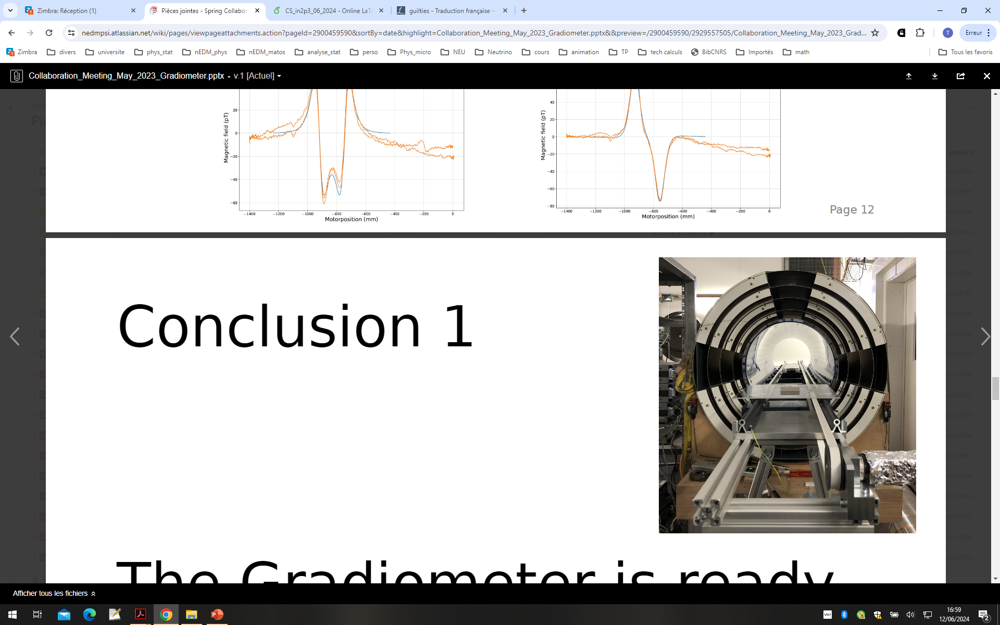 Zimbra: Réception (1)
Pièces jointes - Spring Collabor
CS_in2p3_06_2024 - Online LaTe
guilties - Traduction française –
nedmpsi.atlassian.net/wiki/pages/viewpageattachments.action?pageId=2900459590&sortBy=date&highlight=Collaboration_Meeting_May_2023_Gradiometer.pptx&&preview=/2900459590/2929557505/Collaboration_Meeting_May_2023_Grad...
T
Erreur
Zimbra
divers
universite
phys_stat
nEDM_phys
nEDM_matos
analyse_stat
perso
Phys_micro
NEU
Neutrino
cours
animation
TP
tech calculs
BibCNRS
Importés
math
Tous les favoris
Collaboration_Meeting_May_2023_Gradiometer.pptx - v.1 [Actuel]
Actions
Magnetic field (pT)
20
0
−20
−40
−60
−1400 −1200 −1000 −800 −600 −400 −200 0
Motorposition (mm)
Magnetic field (pT)
40
20
0
−20
−40
−60
−80
−1400 −1200 −1000 −800 −600 −400 −200 0
Motorposition (mm)
Page 12
Conclusion 1
The Gradiometer is ready
Afficher tous les fichiers
16:59
12/06/2024
2